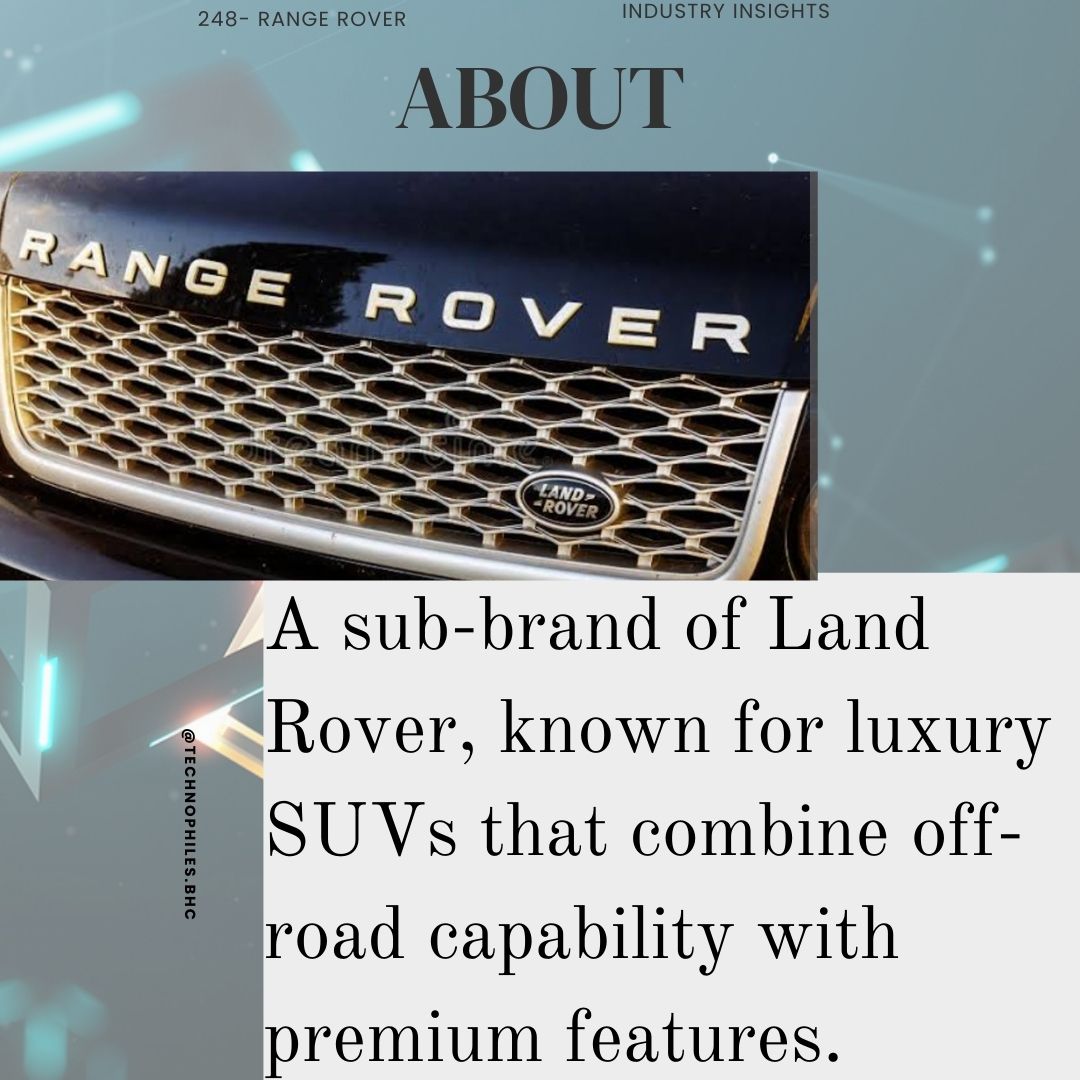 248- RANGE ROVER
INDUSTRY INSIGHTS
ABOUT
RANGE ROVER
LAND-
-ROVER
A sub-brand of Land
Rover, known for luxury
SUVs that combine off-
road capability with
premium features.
@TECHNOPHILES.BHC